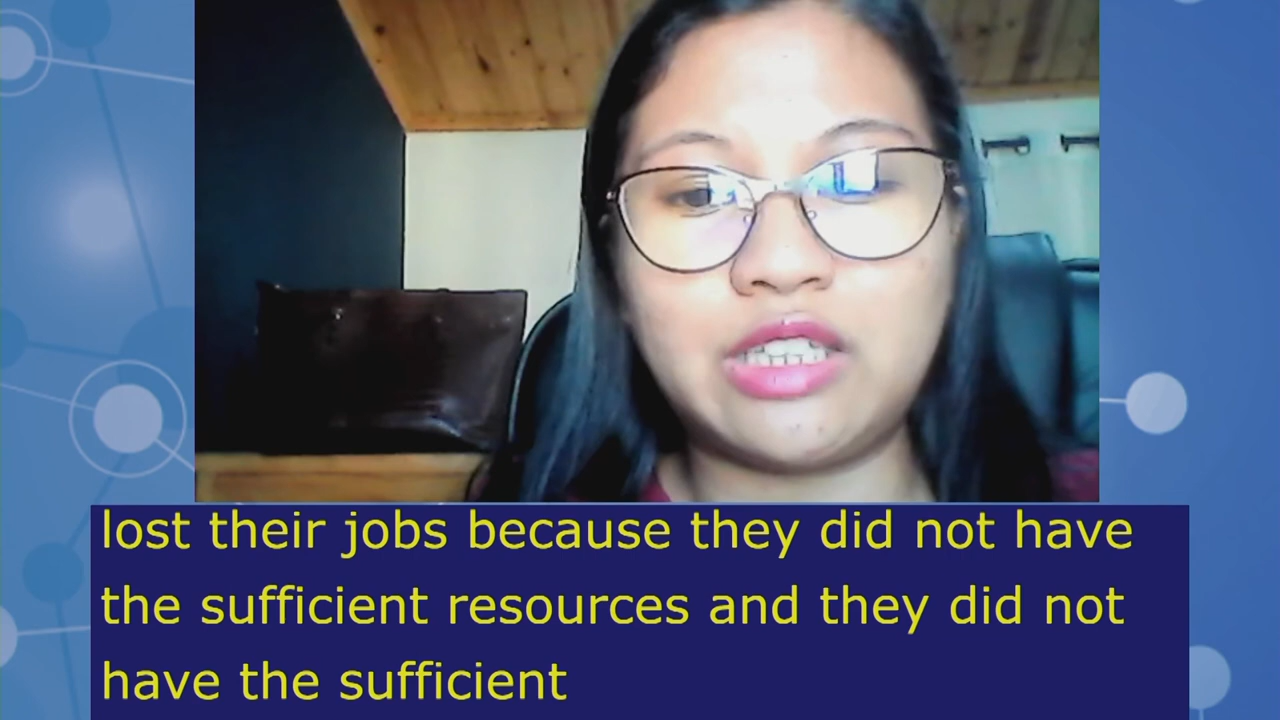 lost their jobs because they did not have
the sufficient resources and they did not
have the sufficient